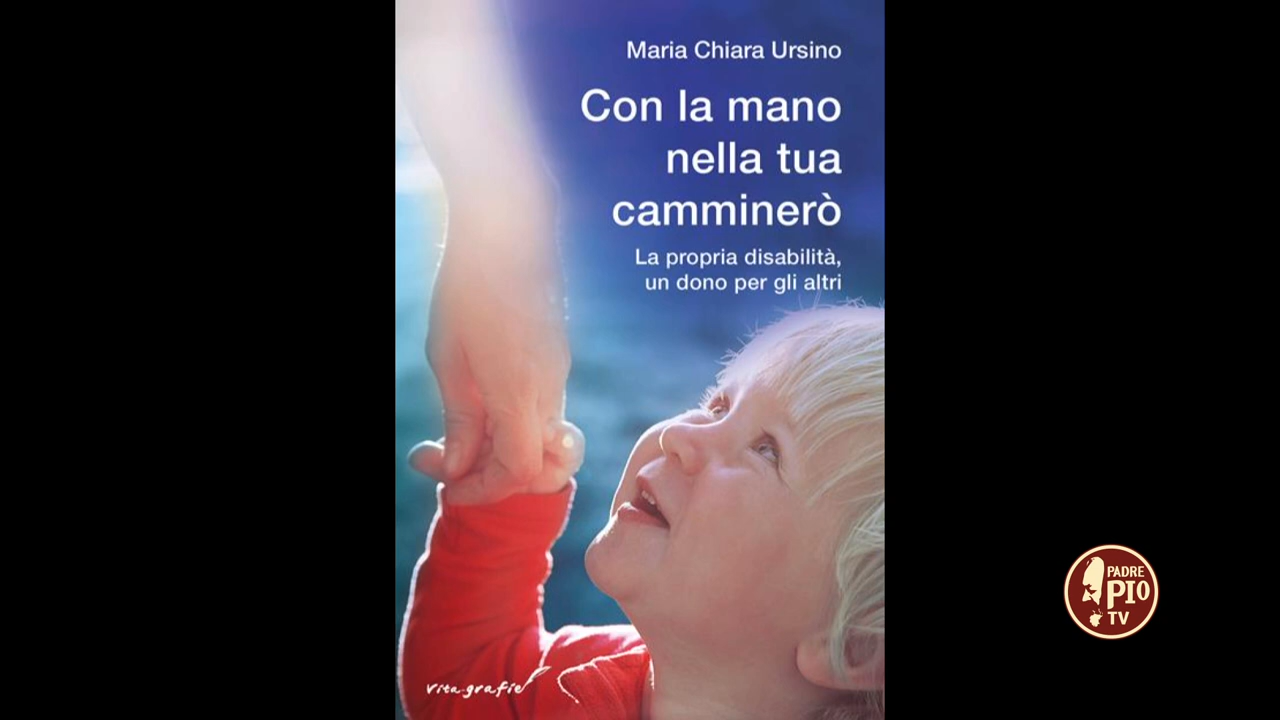 Maria Chiara Ursino
Con la mano
nella tua
camminerò
La propria disabilità,
un dono per gli altri
vita-grafie
PADRE
PIO
TV